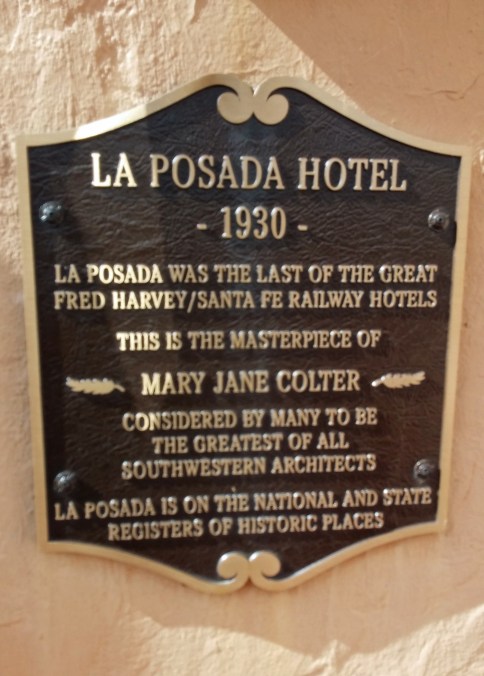 LA POSADA HOTEL
- 1930 -
LA POSADA WAS THE LAST OF THE GREAT
FRED HARVEY/SANTA FE RAILWAY HOTELS
THIS IS THE MASTERPIECE OF
MARY JANE COLTER
CONSIDERED BY MANY TO BE
THE GREATEST OF ALL
SOUTHWESTERN ARCHITECTS
LA POSADA IS ON THE NATIONAL AND STATE
REGISTERS OF HISTORIC PLACES